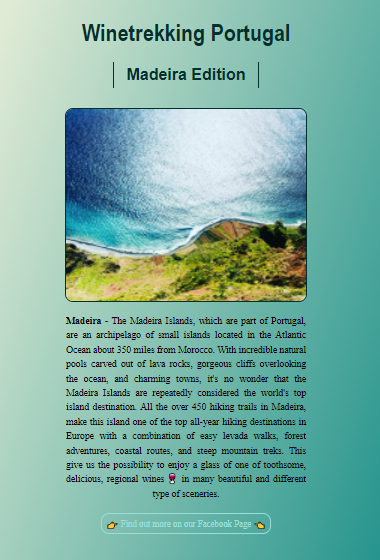 Winetrekking Portugal
Madeira Edition
Madeira - The Madeira Islands, which are part of Portugal,
are an archipelago of small islands located in the Atlantic
Ocean about 350 miles from Morocco. With incredible natural
pools carved out of lava rocks, gorgeous cliffs overlooking
the ocean, and charming towns, it's no wonder that the
Madeira Islands are repeatedly considered the world's top
island destination. All the over 450 hiking trails in Madeira,
make this island one of the top all-year hiking destinations in
Europe with a combination of easy levada walks, forest
adventures, coastal routes, and steep mountain treks. This
give us the possibility to enjoy a glass of one of toothsome,
delicious, regional wines 🍷 in many beautiful and different
type of sceneries.
👉 Find out more on our Facebook Page 👈